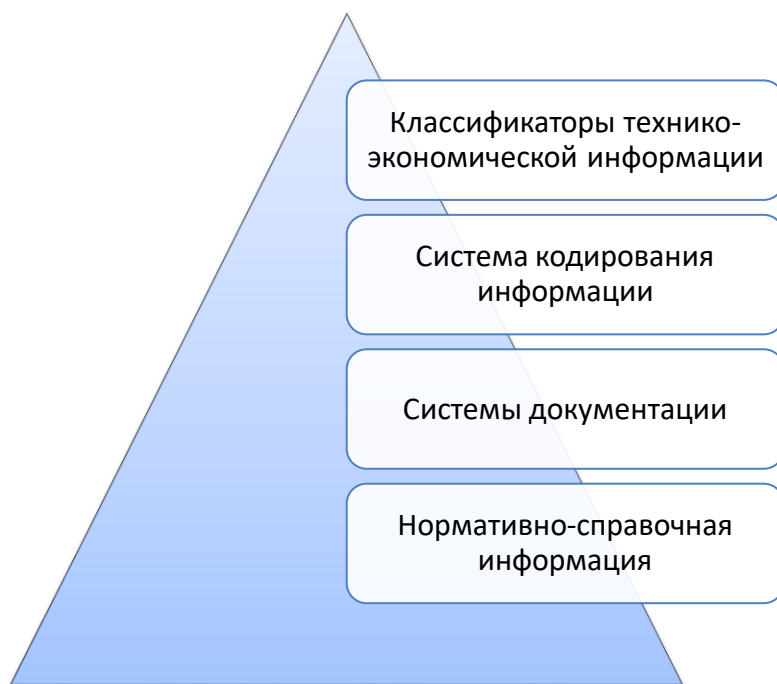 Классификаторы технико-
экономической информации
Система кодирования
информации
Системы документации
Нормативно-справочная
информация